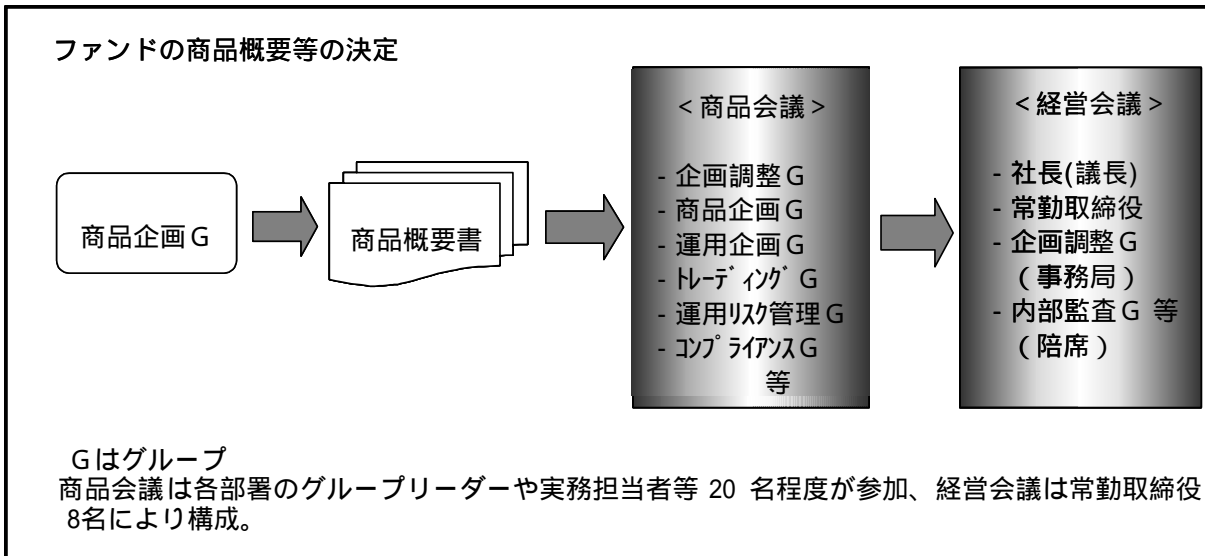 ファンドの商品概要等の決定
商品企画G
商品概要書
<商品会議>
- 企画調整G
- 商品企画G
- 運用企画G
- ﾄﾚｰﾃﾞｨﾝｸﾞG
- 運用ﾘｽｸ管理G
- ｺﾝﾌﾟﾗｲｱﾝｽG
等
<経営会議>
- 社長(議長)
- 常勤取締役
- 企画調整G
(事務局)
- 内部監査G 等
(陪席)
Gはグループ
商品会議は各部署のグループリーダーや実務担当者等 20 名程度が参加、経営会議は常勤取締役
8名により構成。